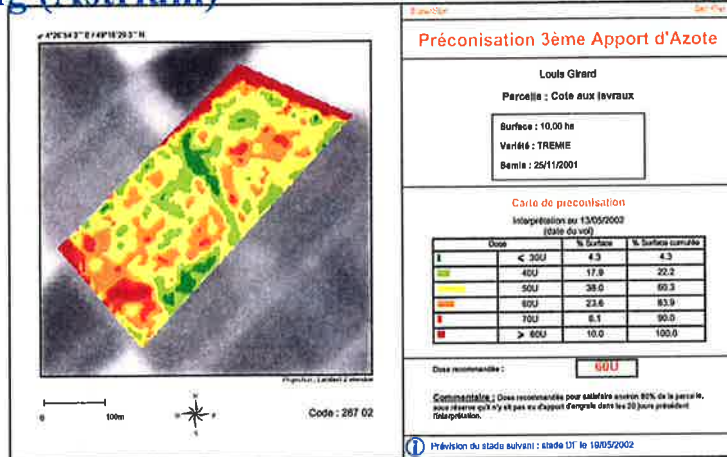 Préconisation 3ème Apport d'Azote
Louis Girard
Parcelle : Cote aux levraux
Surface : 10,00 ha
Variété : TREMIE
Semis : 25/11/2001
Carte de préconisation
Interprétation au 13/05/2002
(date du vol)
Dose % Surface % Surface cumulée
< 30U 4.3 4.3
40U 17.9 22.2
50U 38.0 60.3
60U 23.6 83.9
70U 6.1 90.0
> 80U 10.0 100.0
Dose recommandée : 60U
Commentaire : Dose recommandée pour satisfaire environ 80% de la parcelle,
sous réserve qu'il n'y ait pas eu d'apport d'engrais dans les 20 jours précédent
l'interprétation.
Prévision du stade suivant : stade DF le 19/05/2002
0 100m
Code : 267 02